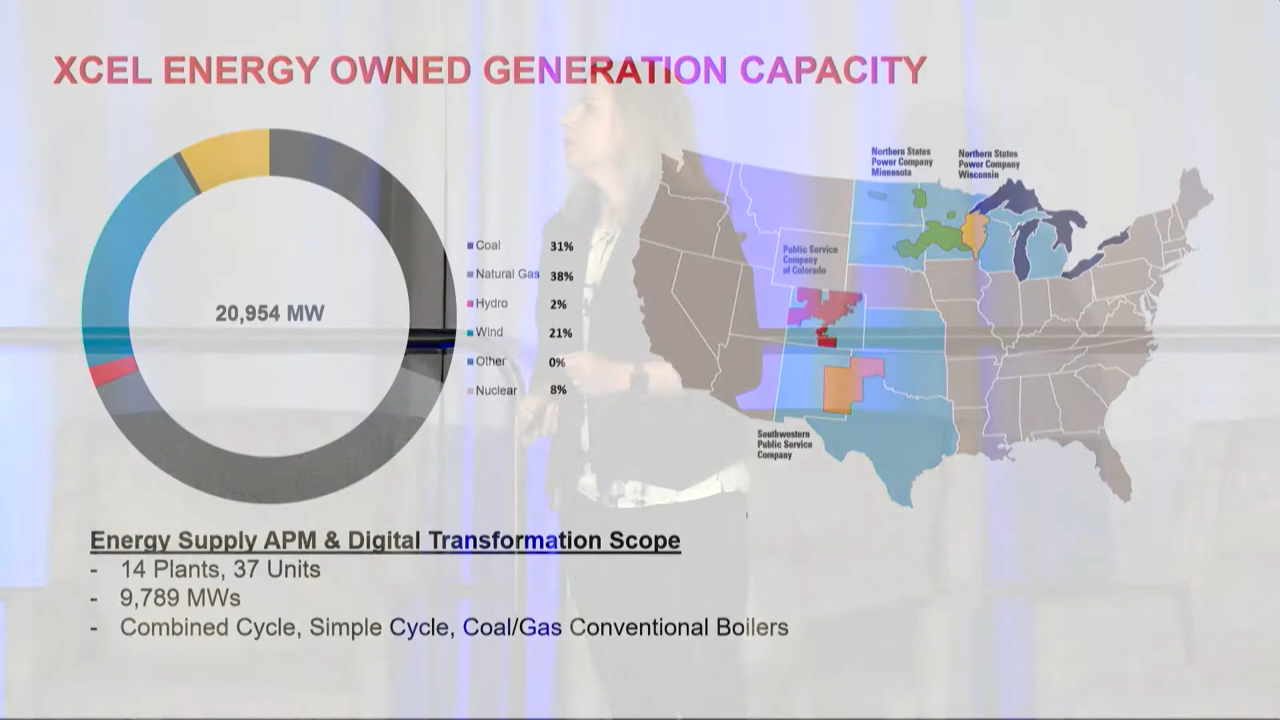 XCEL ENERGY OWNED GENERATION CAPACITY
Northern States
Power Company
Minnesota
Northern States
Power Company
Wisconsin
Public Service
Company
of Colorado
Coal 31%
Natural Gas 38%
Hydro 2%
Wind 21%
Other 0%
Nuclear 8%
20,954 MW
Southwestern
Public Service
Company
Energy Supply APM & Digital Transformation Scope
- 14 Plants, 37 Units
- 9,789 MWs
- Combined Cycle, Simple Cycle, Coal/Gas Conventional Boilers